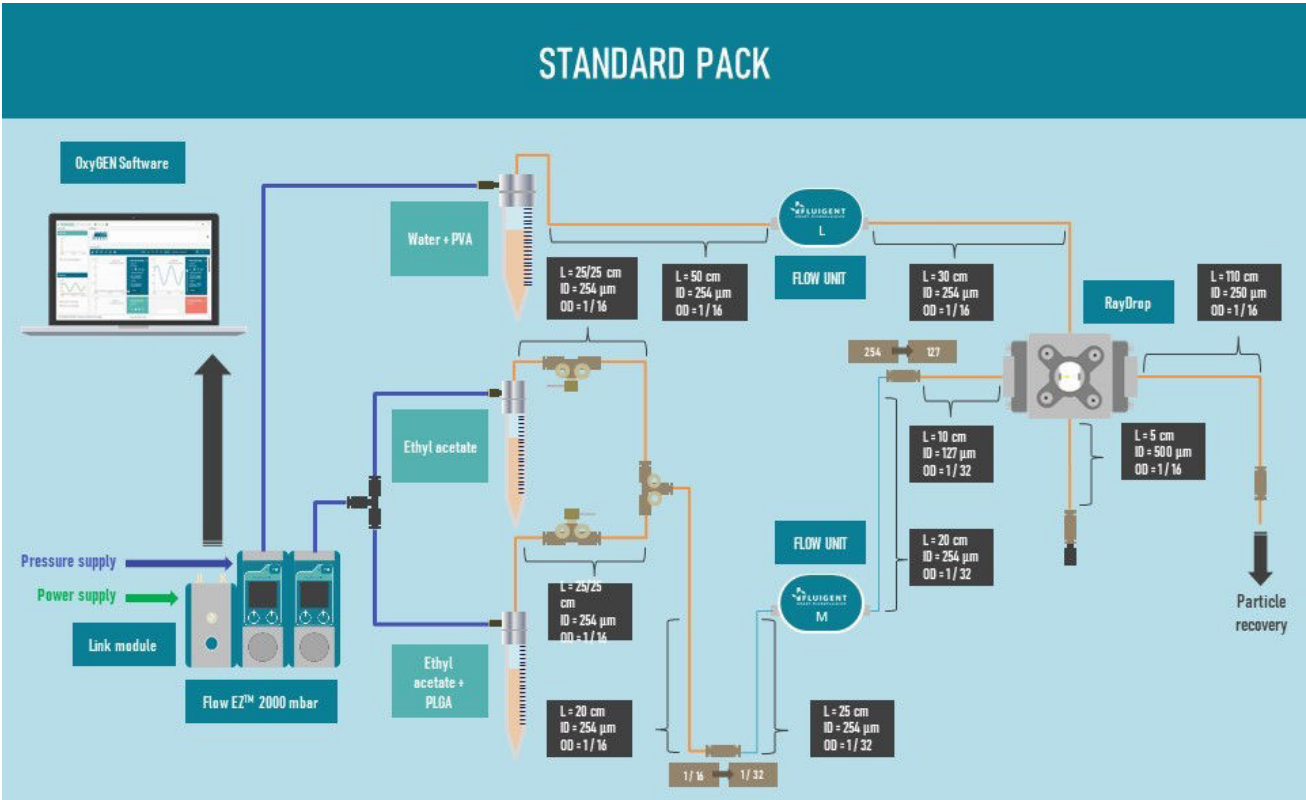 STANDARD PACK
OxyGEN Software
Water + PVA
L = 25/25 cm
ID = 254 µm
OD = 1/16
L = 50 cm
ID = 254 µm
OD = 1/16
FLUIGENT
L
FLOW UNIT
L = 30 cm
ID = 254 µm
OD = 1/16
RayDrop
L = 110 cm
ID = 250 µm
OD = 1/16
254
127
Ethyl acetate
L = 10 cm
ID = 127 µm
OD = 1/32
L = 5 cm
ID = 500 µm
OD = 1/16
FLOW UNIT
L = 20 cm
ID = 254 µm
OD = 1/32
Pressure supply
Power supply
Link module
Flow EZ™ 2000 mbar
L = 25/25
cm
ID = 254
µm
OD = 1/16
FLUIGENT
M
Particle
recovery
Ethyl
acetate +
PLGA
L = 20 cm
ID = 254 µm
OD = 1/16
L = 25 cm
ID = 254 µm
OD = 1/32
1/16
1/32